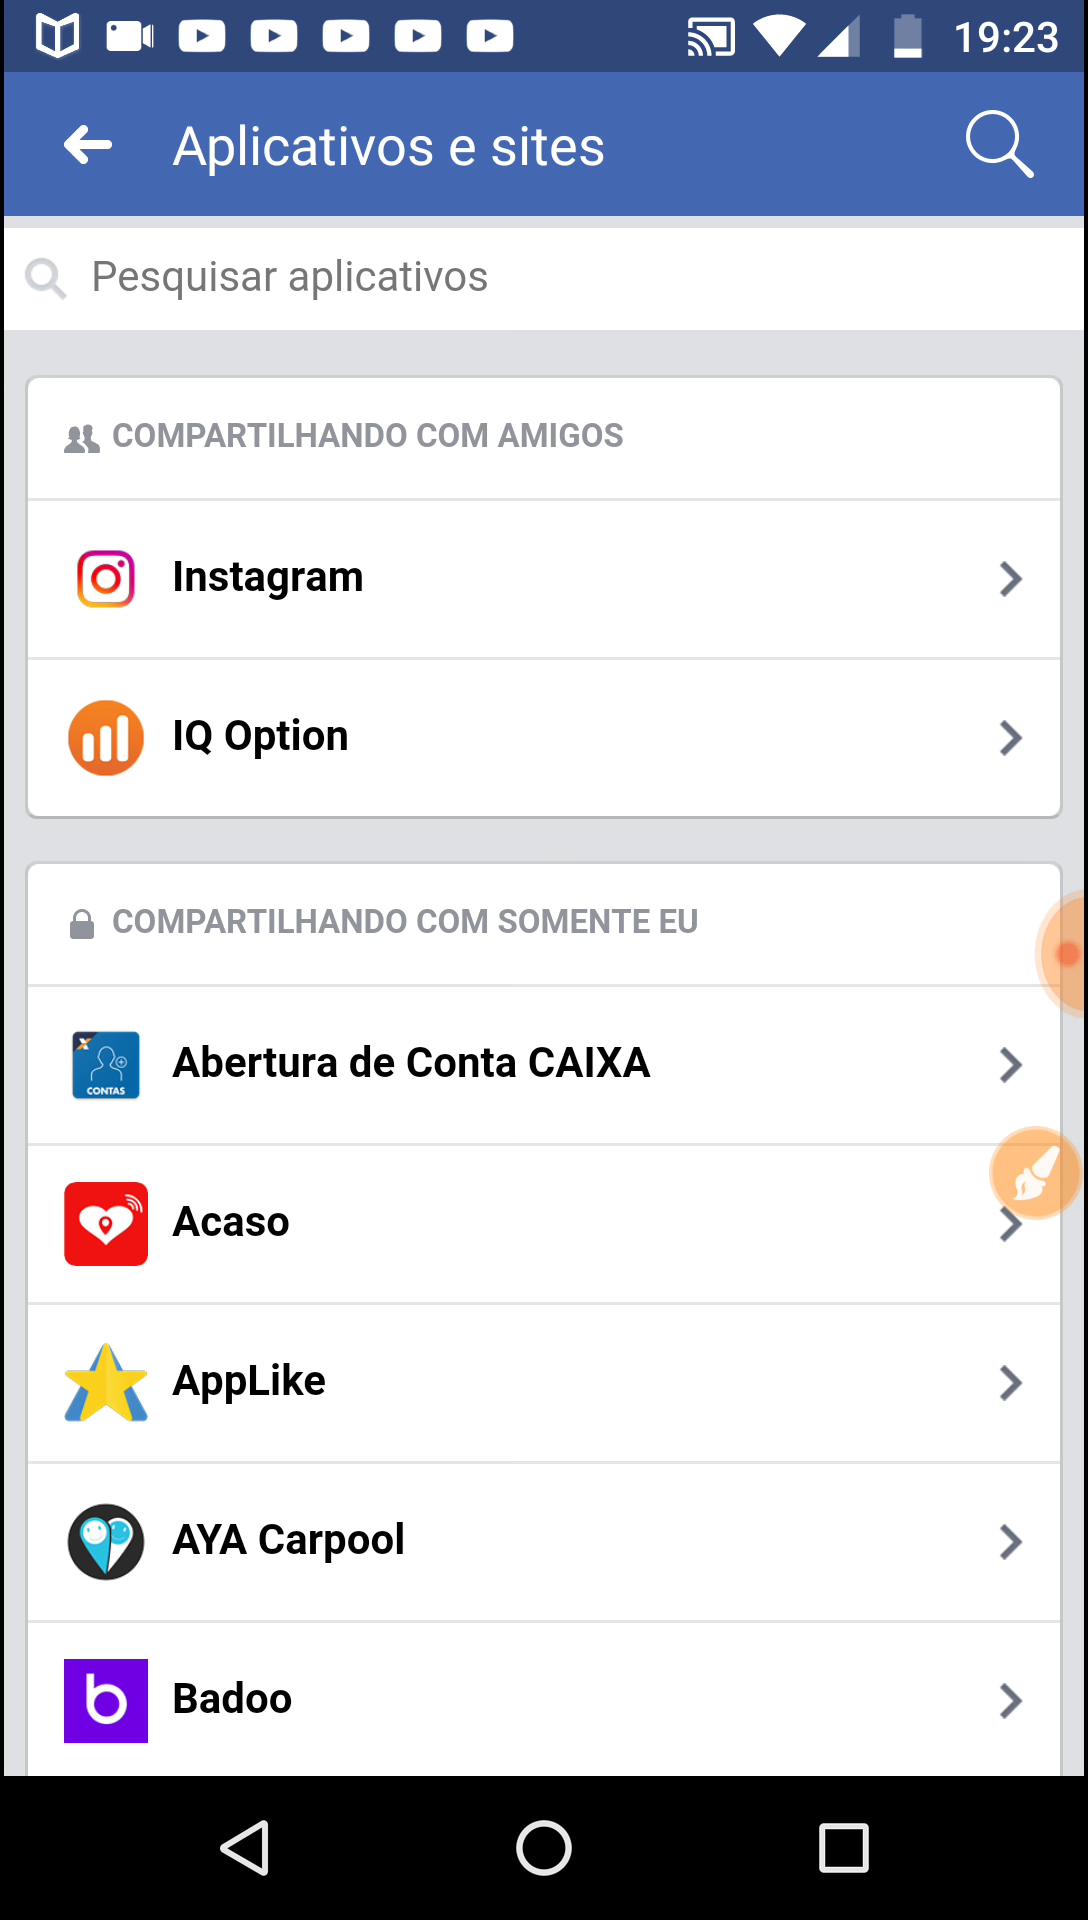 19:23
Aplicativos e sites
Pesquisar aplicativos
COMPARTILHANDO COM AMIGOS
Instagram
IQ Option
COMPARTILHANDO COM SOMENTE EU
X
CONTAS
Abertura de Conta CAIXA
Acaso
AppLike
AYA Carpool
b
Badoo